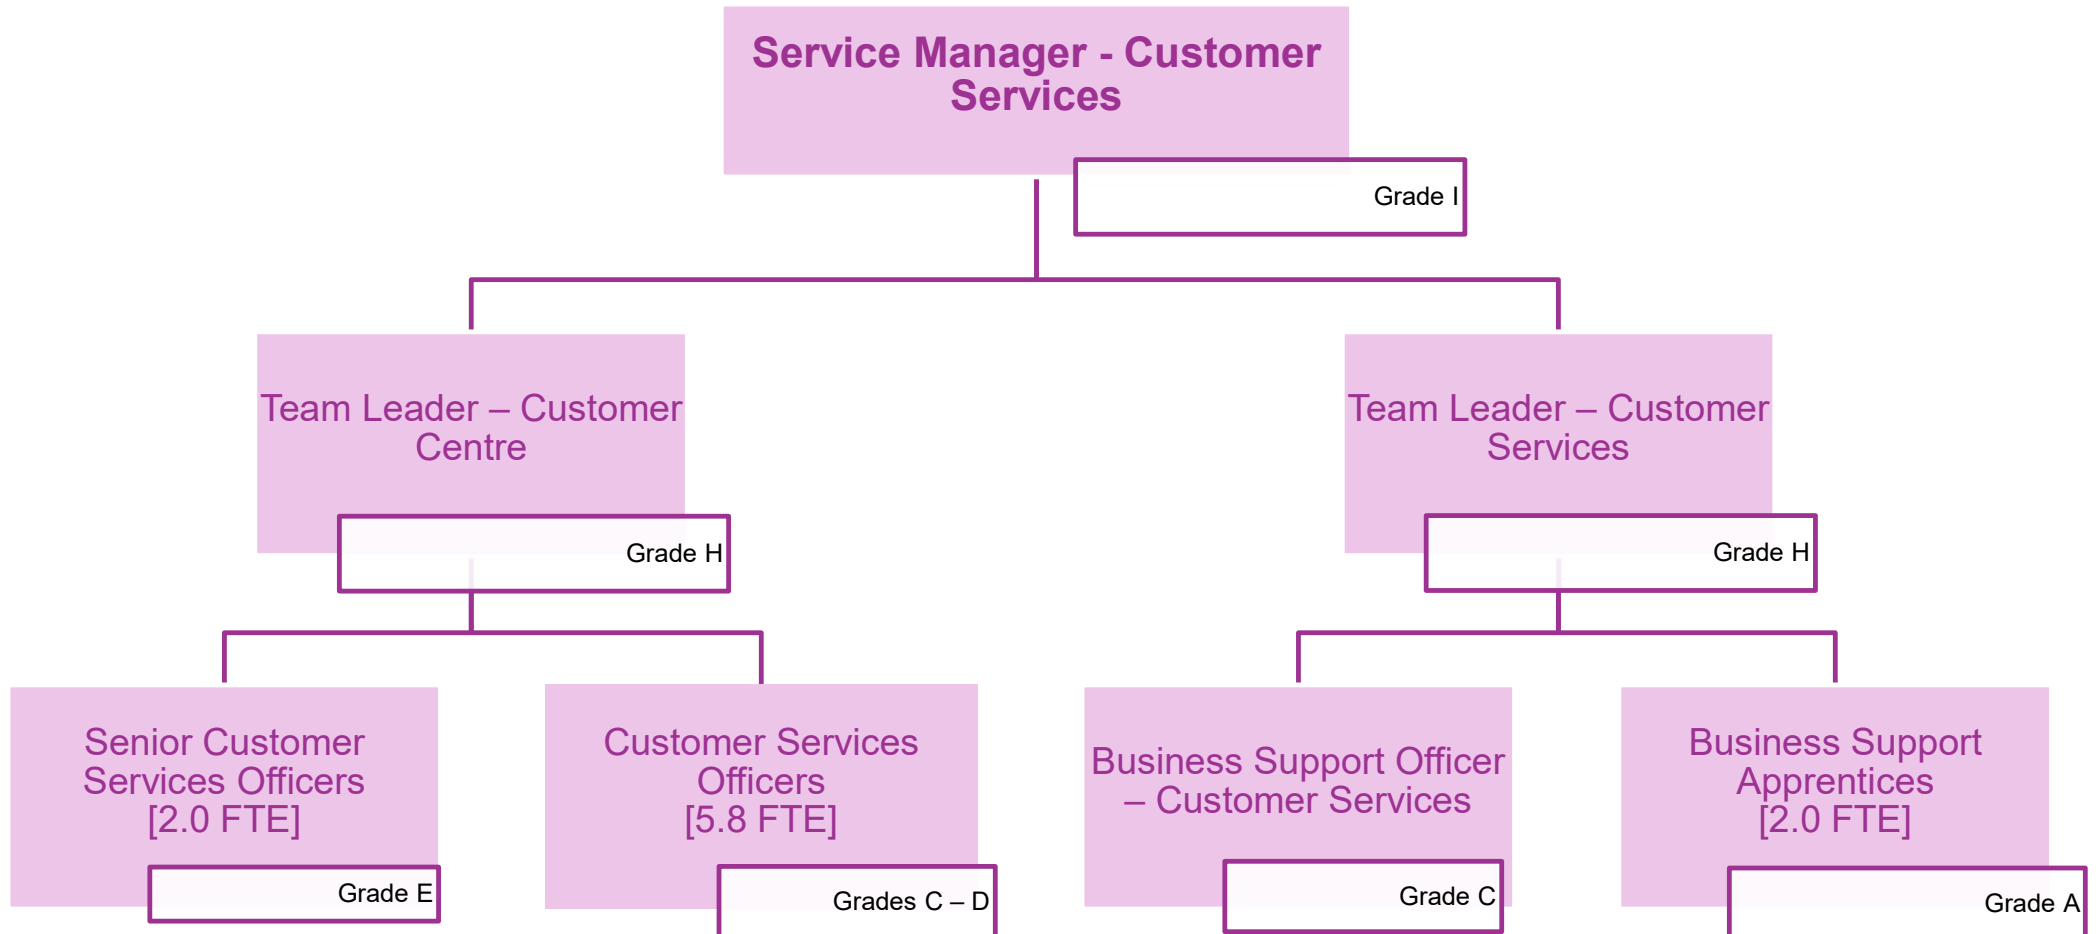 Service Manager - Customer
Services
Grade I
Team Leader – Customer
Centre
Grade H
Team Leader – Customer
Services
Grade H
Senior Customer
Services Officers
[2.0 FTE]
Grade E
Customer Services
Officers
[5.8 FTE]
Grades C – D
Business Support Officer
– Customer Services
Grade C
Business Support
Apprentices
[2.0 FTE]
Grade A